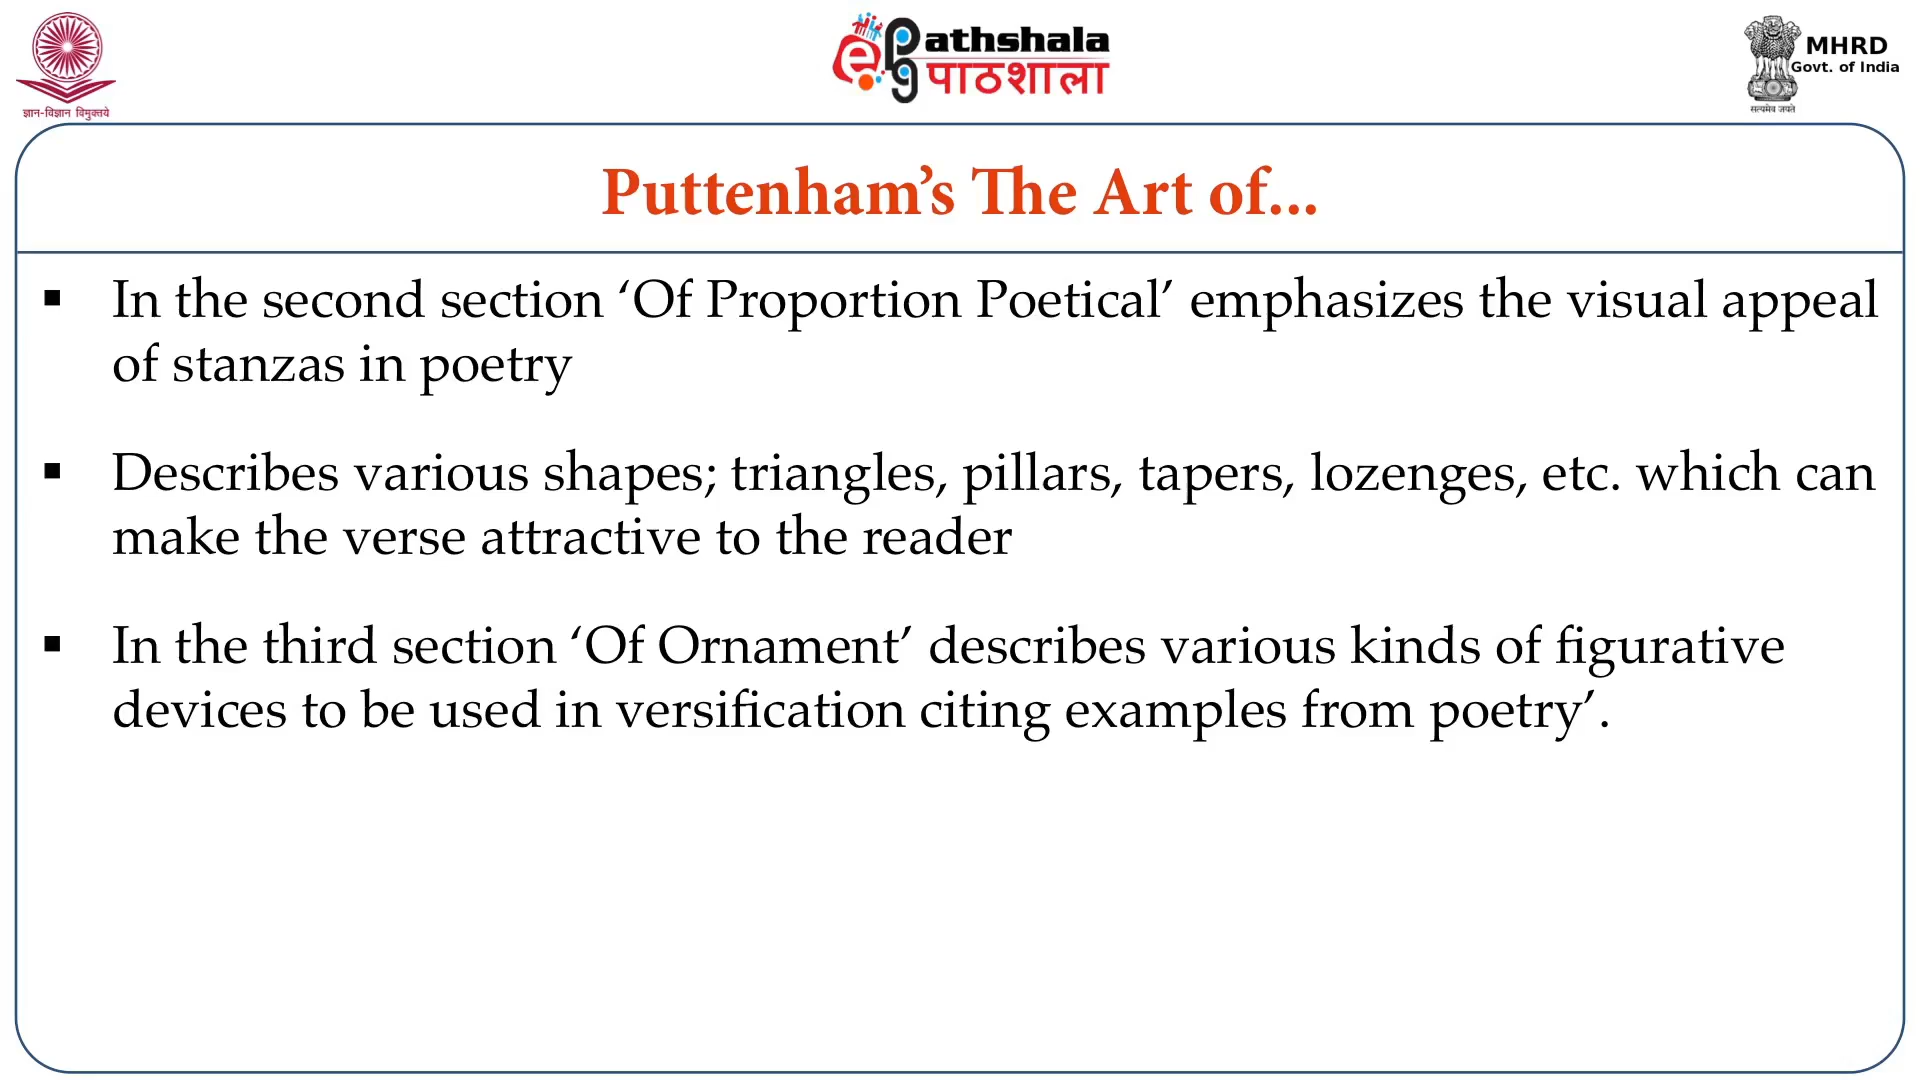 ज्ञान-विज्ञान विमुक्तये
ePathshala
पाठशाला
MHRD
Govt. of India
सत्यमेव जयते
Puttenham’s The Art of...
▪ In the second section ‘Of Proportion Poetical’ emphasizes the visual appeal
of stanzas in poetry
▪ Describes various shapes; triangles, pillars, tapers, lozenges, etc. which can
make the verse attractive to the reader
▪ In the third section ‘Of Ornament’ describes various kinds of figurative
devices to be used in versification citing examples from poetry’.